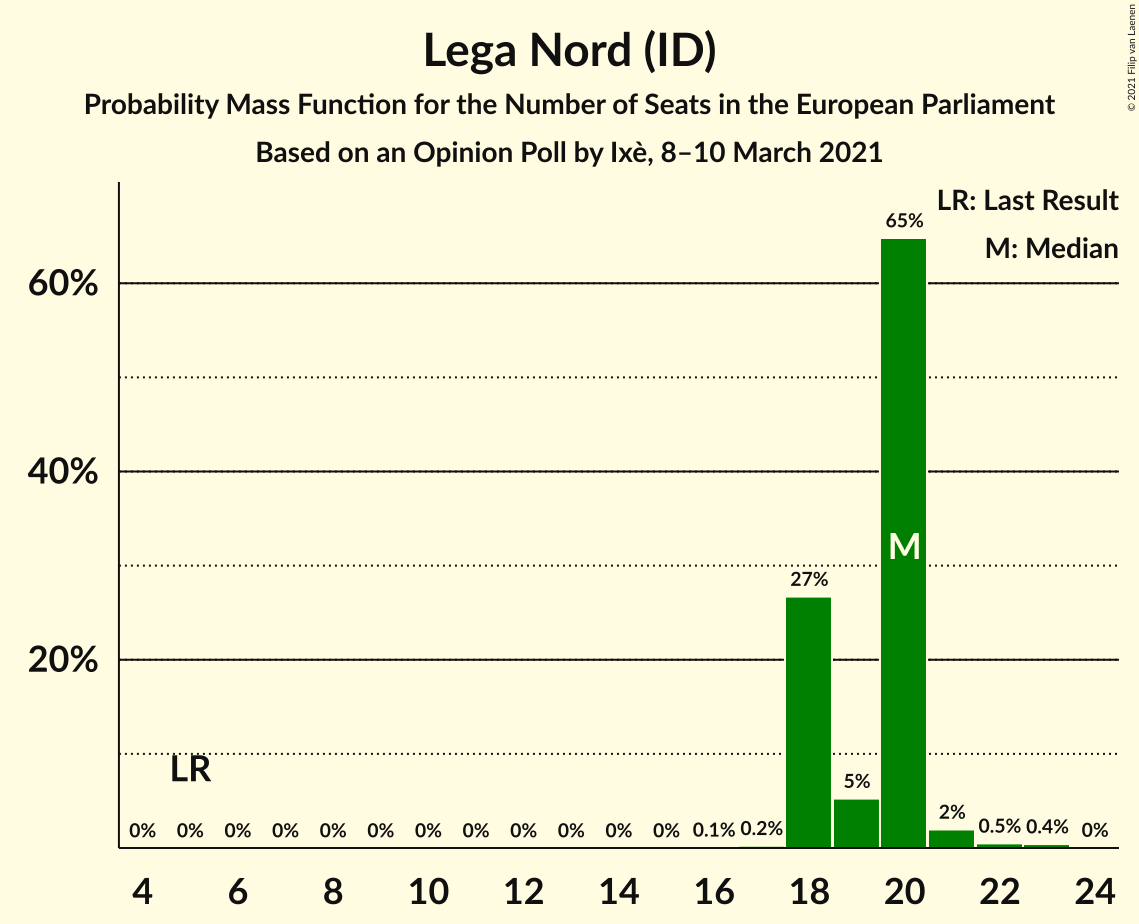 Lega Nord (ID)
Probability Mass Function for the Number of Seats in the European Parliament
Based on an Opinion Poll by Ixè, 8–10 March 2021
© 2021 Filip van Laenen
LR: Last Result
M: Median
60%
40%
20%
65%
27%
5%
2%
0.5%
0.4%
0%
M
LR
0% 0% 0% 0% 0% 0% 0% 0% 0% 0% 0% 0% 0.1% 0.2%
4 6 8 10 12 14 16 18 20 22 24